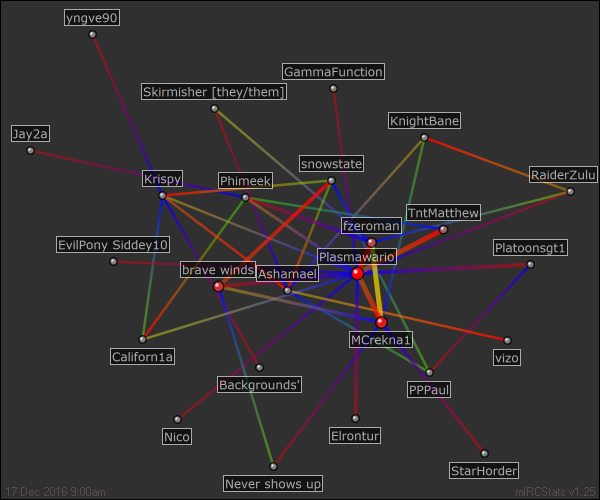 yngve90
GammaFunction
Skirmisher [they/them]
KnightBane
Jay2a
snowstate
Krispy
Phimeek
RaiderZulu
TntMatthew
fzeroman
EvilPony Siddey10
Platoonsgt1
Plasmawario
brave winds
Ashamael
MCrekna1
Californ1a
vizo
Backgrounds'
PPPaul
Nico
Elrontur
StarHorder
Never shows up
17 Dec 2016 9:00am
mIRCStats v1.25